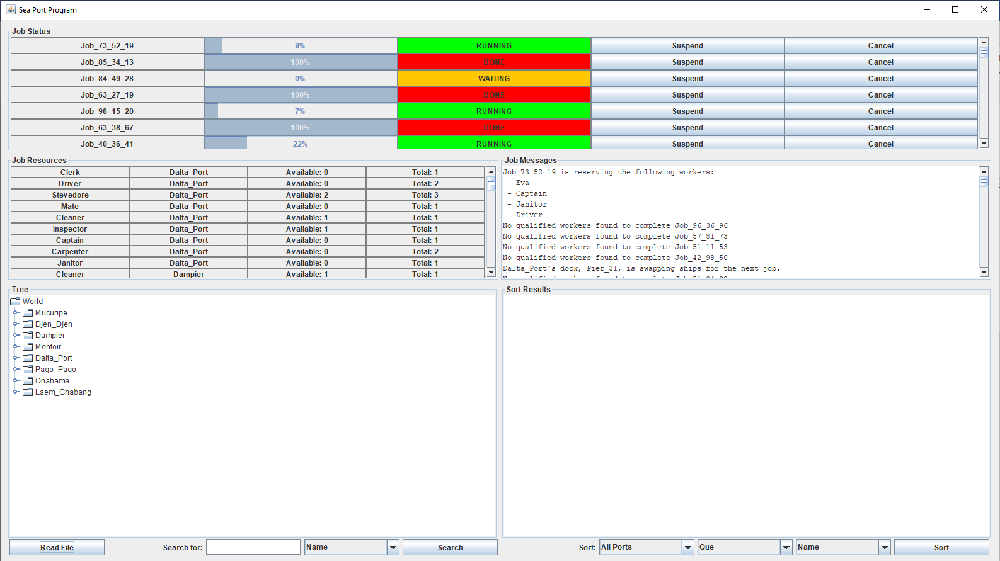 Sea Port Program
Job Status
Job_73_52_19 9% RUNNING Suspend Cancel
Job_85_34_13 100% DONE Suspend Cancel
Job_84_49_28 0% WAITING Suspend Cancel
Job_63_27_19 100% DONE Suspend Cancel
Job_98_15_20 7% RUNNING Suspend Cancel
Job_63_38_67 100% DONE Suspend Cancel
Job_40_36_41 22% RUNNING Suspend Cancel
Job Resources
Clerk Dalta_Port Available: 0 Total: 1
Driver Dalta_Port Available: 0 Total: 2
Stevedore Dalta_Port Available: 2 Total: 3
Mate Dalta_Port Available: 0 Total: 1
Cleaner Dalta_Port Available: 1 Total: 1
Inspector Dalta_Port Available: 1 Total: 1
Captain Dalta_Port Available: 0 Total: 1
Carpenter Dalta_Port Available: 0 Total: 2
Janitor Dalta_Port Available: 0 Total: 1
Cleaner Dampier Available: 1 Total: 1
Job Messages
Job_73_52_19 is reserving the following workers:
- Eva
- Captain
- Janitor
- Driver
No qualified workers found to complete Job_96_36_96
No qualified workers found to complete Job_57_81_73
No qualified workers found to complete Job_51_11_53
No qualified workers found to complete Job_42_98_50
Dalta_Port's dock, Pier_31, is swapping ships for the next job.
Tree
World
Mucuripe
Djen_Djen
Dampier
Montoir
Dalta_Port
Pago_Pago
Onahama
Laem_Chabang
Sort Results
Read File Search for: Name Search Sort: All Ports Que Name Sort